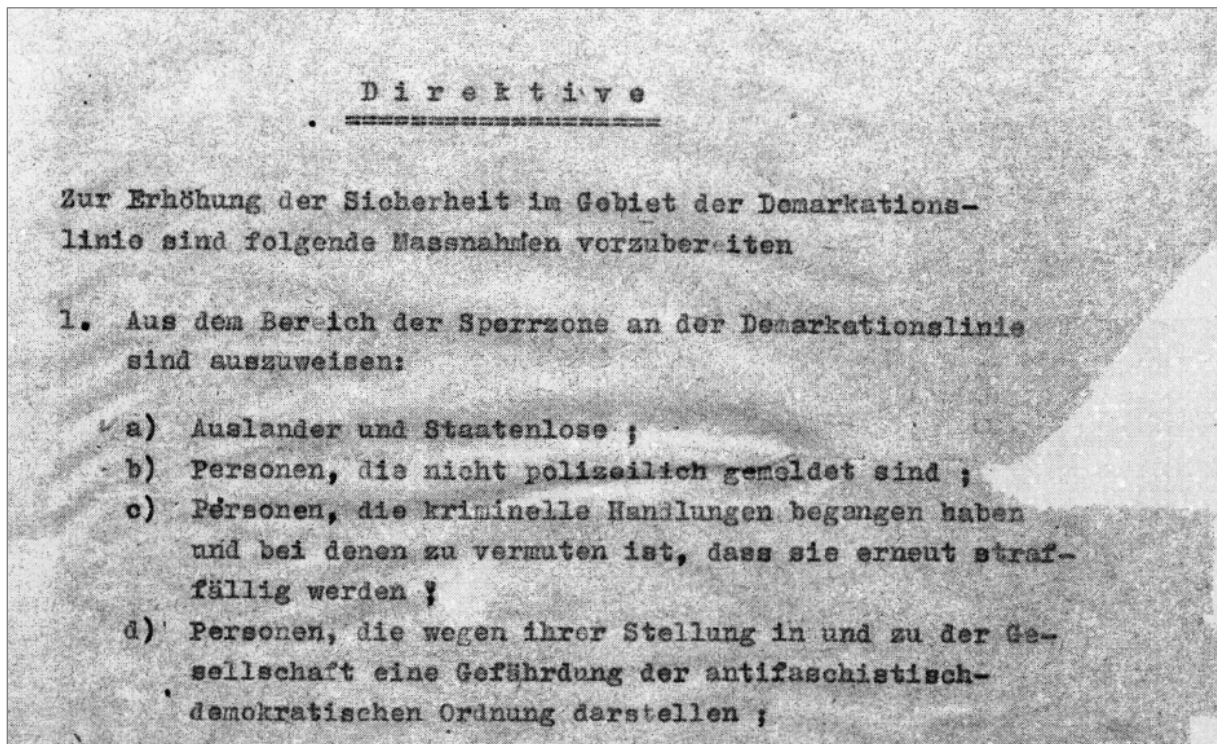 D i r e k t i v e
===================
Zur Erhöhung der Sicherheit im Gebiet der Demarkations-
linie sind folgende Massnahmen vorzubereiten
1. Aus dem Bereich der Sperrzone an der Demarkationslinie
sind auszuweisen:
a) Auslander und Staatenlose ;
b) Personen, die nicht polizeilich gemeldet sind ;
c) Personen, die kriminelle Handlungen begangen haben
und bei denen zu vermuten ist, dass sie erneut straf-
fällig werden ;
d) Personen, die wegen ihrer Stellung in und zu der Ge-
sellschaft eine Gefährdung der antifaschistisch-
demokratischen Ordnung darstellen ;